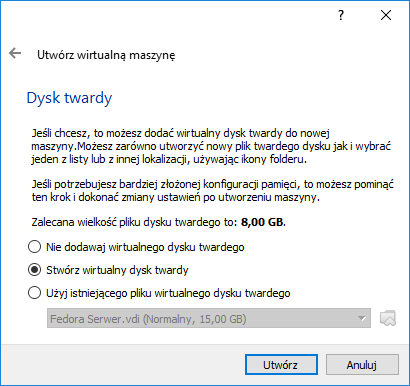 ?
Utwórz wirtualną maszynę
Dysk twardy
Jeśli chcesz, to możesz dodać wirtualny dysk twardy do nowej
maszyny.Możesz zarówno utworzyć nowy plik twardego dysku jak i wybrać
jeden z listy lub z innej lokalizacji, używając ikony folderu.
Jeśli potrzebujesz bardziej złożonej konfiguracji pamięci, to możesz pominąć
ten krok i dokonać zmiany ustawień po utworzeniu maszyny.
Zalecana wielkość pliku dysku twardego to: 8,00 GB.
Nie dodawaj wirtualnego dysku twardego
Stwórz wirtualny dysk twardy
Użyj istniejącego pliku wirtualnego dysku twardego
Fedora Serwer.vdi (Normalny, 15,00 GB)
Utwórz Anuluj